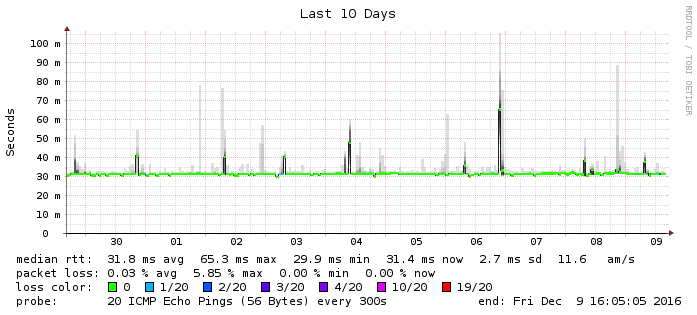 Last 10 Days
RRDTOOL / TOBI OETIKER
Seconds
100 m
90 m
80 m
70 m
60 m
50 m
40 m
30 m
20 m
10 m
0
30 01 02 03 04 05 06 07 08 09
median rtt: 31.8 ms avg 65.3 ms max 29.9 ms min 31.4 ms now 2.7 ms sd 11.6 am/s
packet loss: 0.03 % avg 5.85 % max 0.00 % min 0.00 % now
loss color: 0 1/20 2/20 3/20 4/20 10/20 19/20
probe: 20 ICMP Echo Pings (56 Bytes) every 300s end: Fri Dec 9 16:05:05 2016